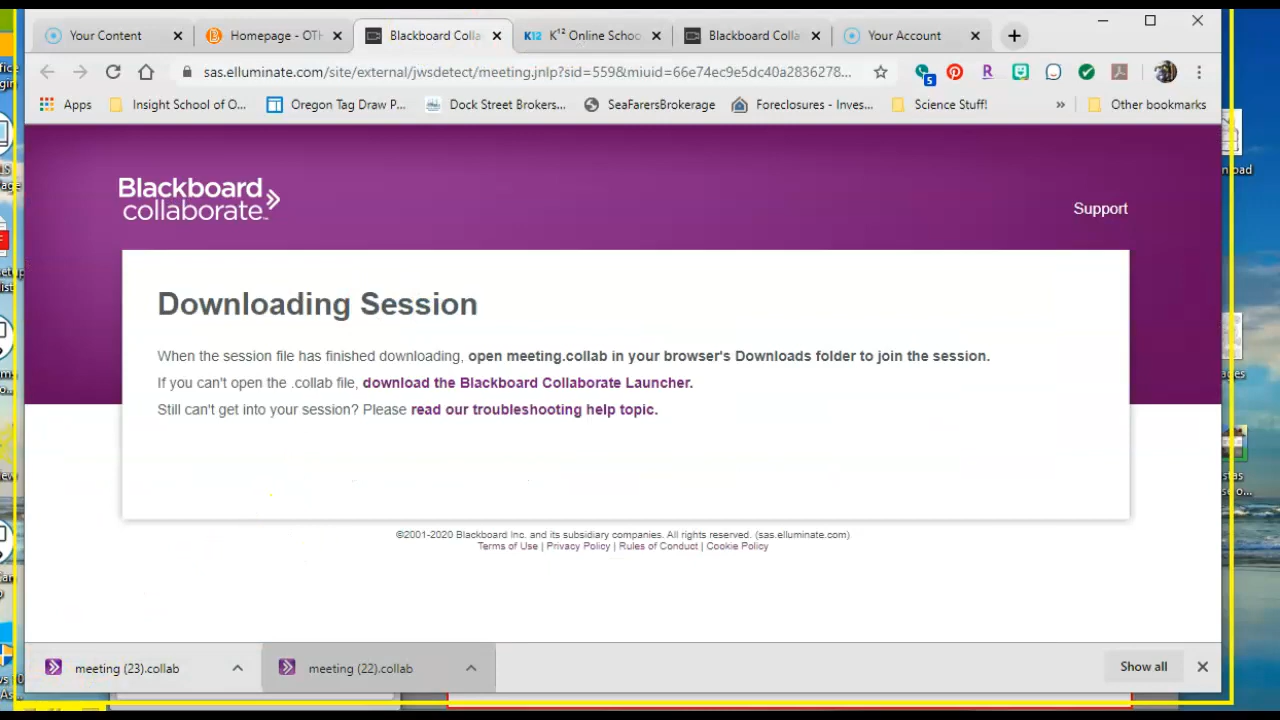 Your Content
Homepage - OTH
Blackboard Colla
K12 K¹² Online Schoo
Blackboard Colla
Your Account
sas.elluminate.com/site/external/jwsdetect/meeting.jnlp?sid=559&miuid=66e74ec9e5dc40a2836278...
5
R
Apps
Insight School of O...
Oregon Tag Draw P...
Dock Street Brokers...
SeaFarersBrokerage
Foreclosures - Inves...
Science Stuff!
»
Other bookmarks
Blackboard
collaborate™
Support
Downloading Session
When the session file has finished downloading, open meeting.collab in your browser's Downloads folder to join the session.
If you can't open the .collab file, download the Blackboard Collaborate Launcher.
Still can't get into your session? Please read our troubleshooting help topic.
©2001-2020 Blackboard Inc. and its subsidiary companies. All rights reserved. (sas.elluminate.com)
Terms of Use | Privacy Policy | Rules of Conduct | Cookie Policy
meeting (23).collab
meeting (22).collab
Show all